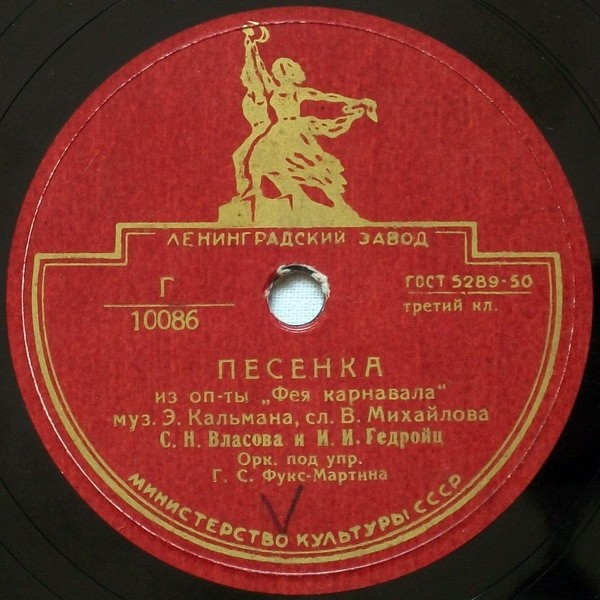 ЛЕНИНГРАДСКИЙ ЗАВОД
Г
10086
ГОСТ 5289-50
третий кл.
ПЕСЕНКА
из оп-ты „Фея карнавала"
муз. Э. Кальмана, сл. В. Михайлова
С. Н. Власова и И. И. Гедройц
Орк. под упр.
Г. С. Фукс-Мартина
МИНИСТЕРСТВО КУЛЬТУРЫ СССР